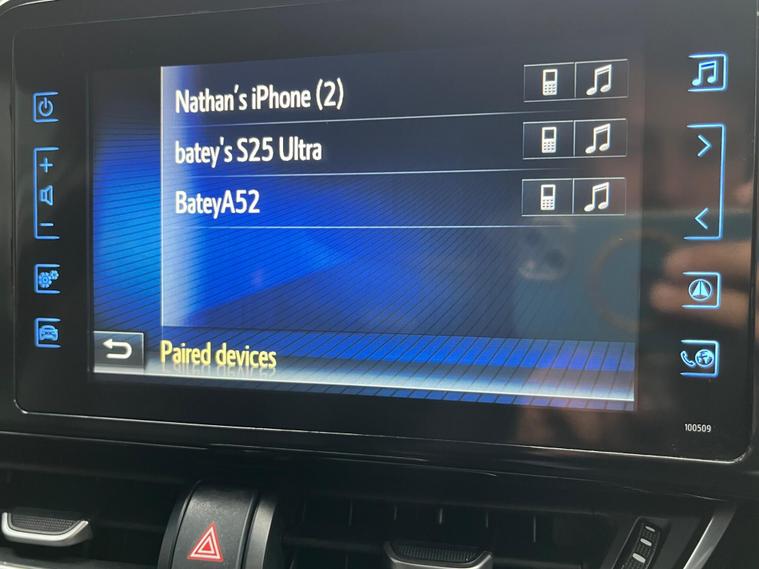 Nathan's iPhone (2)
batey's S25 Ultra
BateyA52
Paired devices
100509